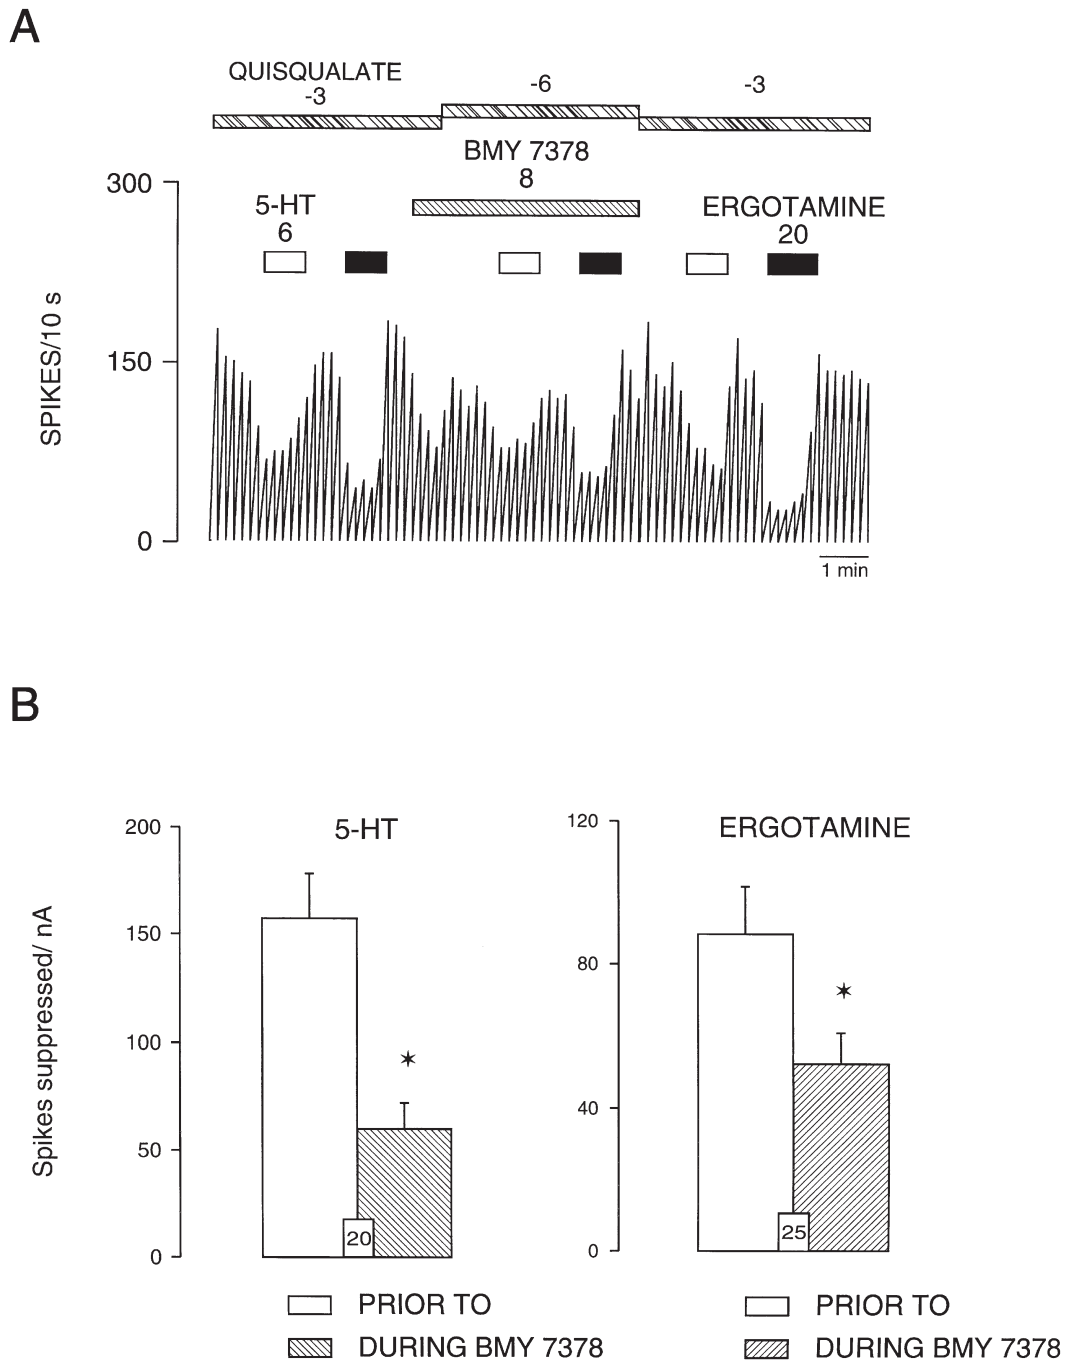 A
QUISQUALATE
-3
-6
-3
BMY 7378
8
300
5-HT
6
ERGOTAMINE
20
SPIKES/10 s
150
0
1 min
B
200
5-HT
120
ERGOTAMINE
Spikes suppressed/ nA
150
100
50
0
80
40
0
20
25
PRIOR TO
DURING BMY 7378
PRIOR TO
DURING BMY 7378